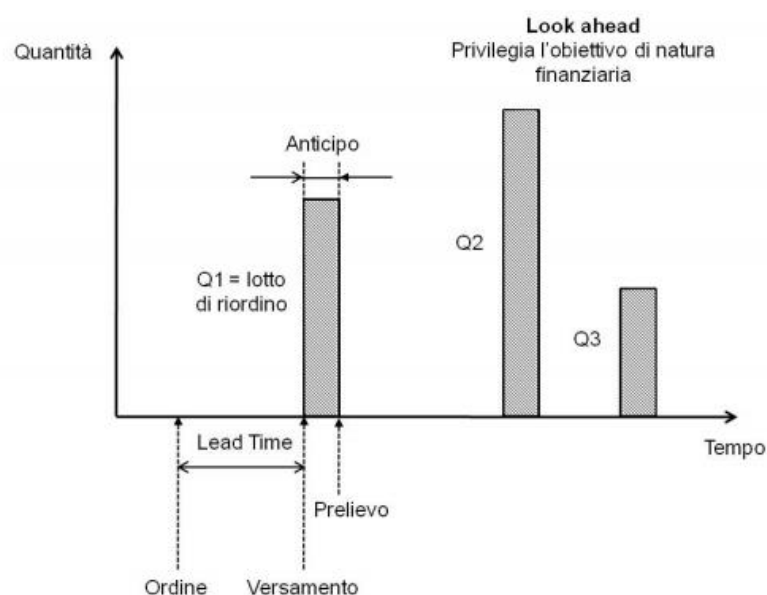 Look ahead
Privilegia l'obiettivo di natura
finanziaria
Quantità
Anticipo
Q1 = lotto
di riordino
Q2
Q3
Lead Time
Tempo
Prelievo
Ordine
Versamento